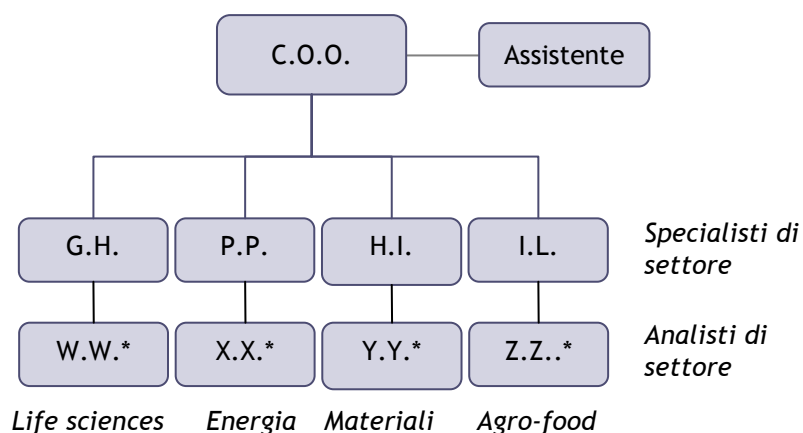 C.O.O.
Assistente
G.H.
P.P.
H.I.
I.L.
Specialisti di
settore
W.W.*
X.X.*
Y.Y.*
Z.Z..*
Analisti di
settore
Life sciences
Energia
Materiali
Agro-food